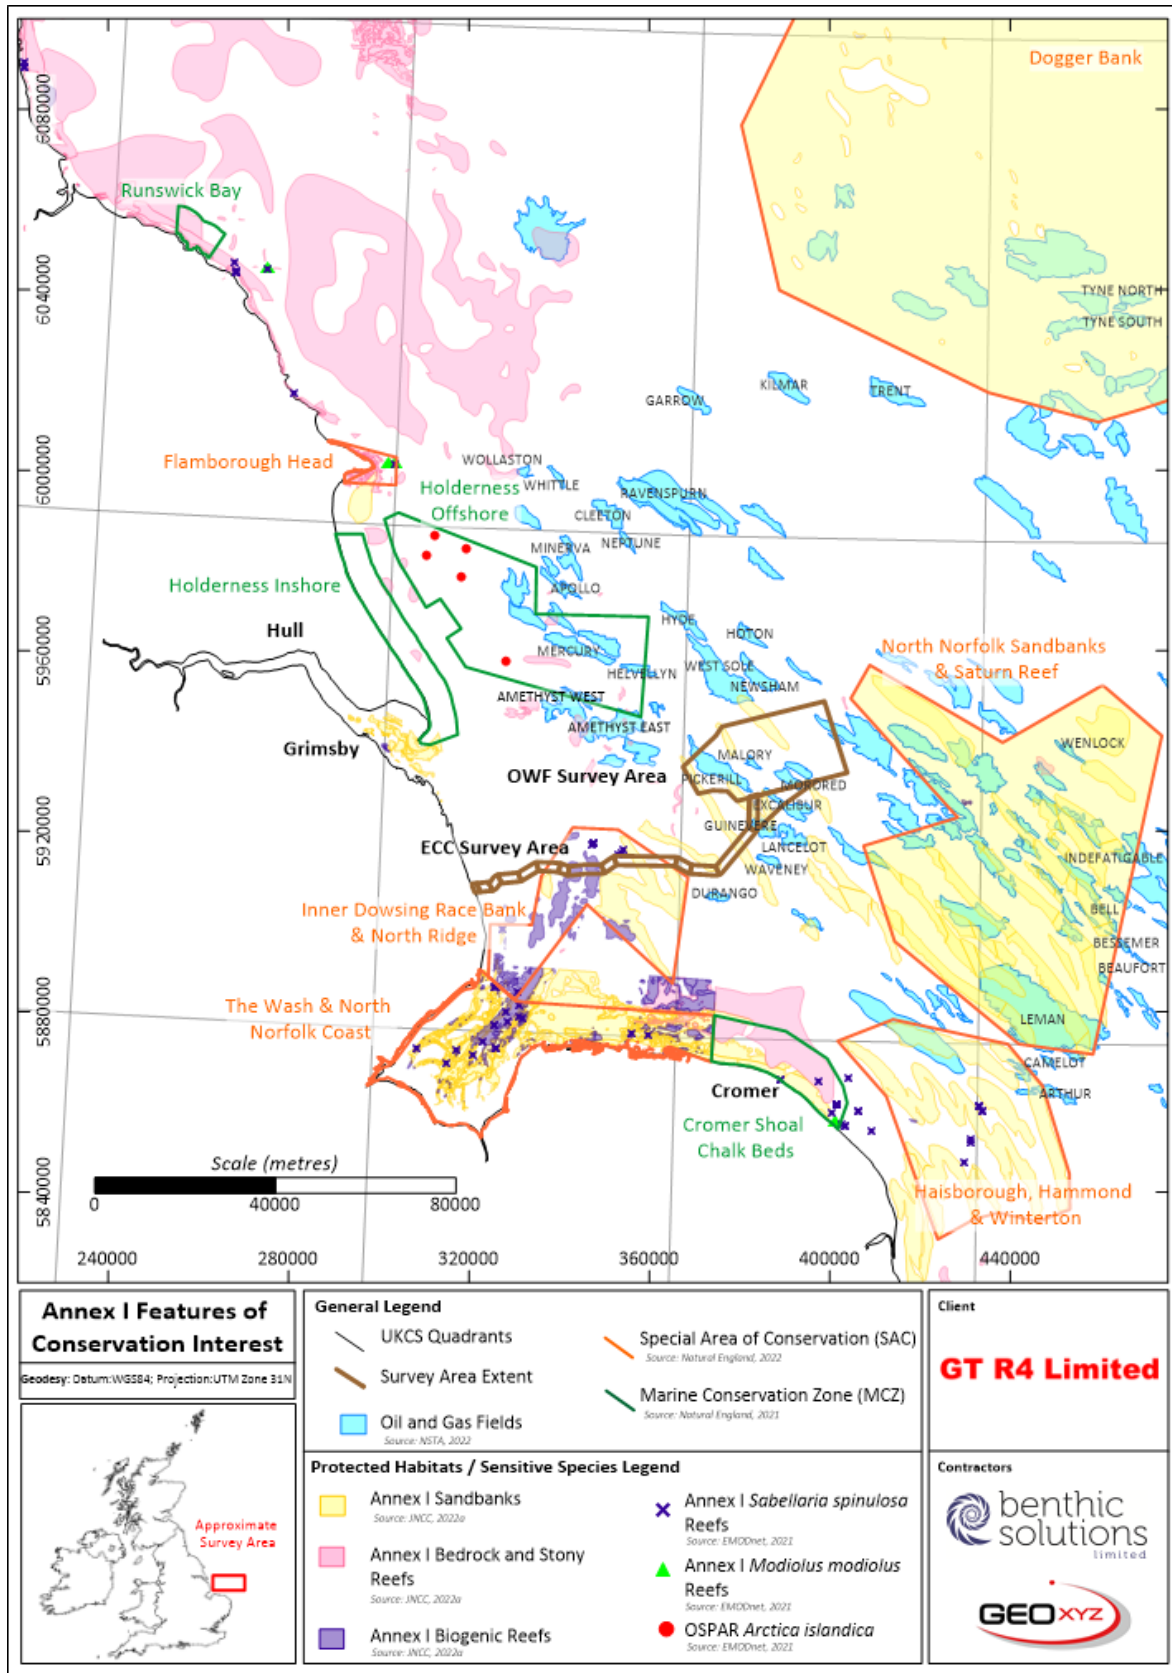 Dogger Bank
Runswick Bay
TYNE NORTH
TYNE SOUTH
KILMAR
TRENT
GARROW
Flamborough Head
WOLLASTON
WHITTLE
RAVENSPURN
Holderness
Offshore
CLEETON
NEPTUNE
MINERVA
APOLLO
Holderness Inshore
HYDE
HOTON
Hull
MERCURY
WEST SOLE
North Norfolk Sandbanks
& Saturn Reef
HELVELLYN
NEWSHAM
AMETHYST WEST
AMETHYST EAST
WENLOCK
Grimsby
MALORY
OWF Survey Area
PICKERILL
MORDRED
EXCALIBUR
GUINEVERE
ECC Survey Area
LANCELOT
WAVENEY
INDEFATIGABLE
DURANGO
Inner Dowsing Race Bank
& North Ridge
BELL
BESSEMER
BEAUFORT
The Wash & North
Norfolk Coast
LEMAN
CAMELOT
ARTHUR
Cromer
Cromer Shoal
Chalk Beds
Haisborough, Hammond
& Winterton
Scale (metres)
0 40000 80000
6080000
6040000
6000000
5960000
5920000
5880000
5840000
240000 280000 320000 360000 400000 440000
Annex I Features of
Conservation Interest
Geodesy: Datum:WGS84; Projection:UTM Zone 31N
Approximate
Survey Area
General Legend
UKCS Quadrants
Survey Area Extent
Oil and Gas Fields
Source: NSTA, 2022
Special Area of Conservation (SAC)
Source: Natural England, 2022
Marine Conservation Zone (MCZ)
Source: Natural England, 2021
Protected Habitats / Sensitive Species Legend
Annex I Sandbanks
Source: JNCC, 2022a
Annex I Bedrock and Stony
Reefs
Source: JNCC, 2022a
Annex I Biogenic Reefs
Source: JNCC, 2022a
Annex I Sabellaria spinulosa
Reefs
Source: EMODnet, 2021
Annex I Modiolus modiolus
Reefs
Source: EMODnet, 2021
OSPAR Arctica islandica
Source: EMODnet, 2021
Client
GT R4 Limited
Contractors
benthic
solutions
limited
GEOXYZ